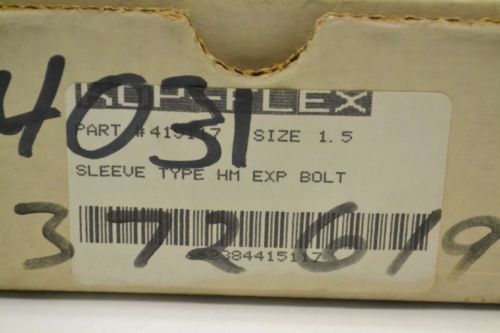 4031
KOP-FLEX
PART # 415117 SIZE 1.5
SLEEVE TYPE HM EXP BOLT
372619